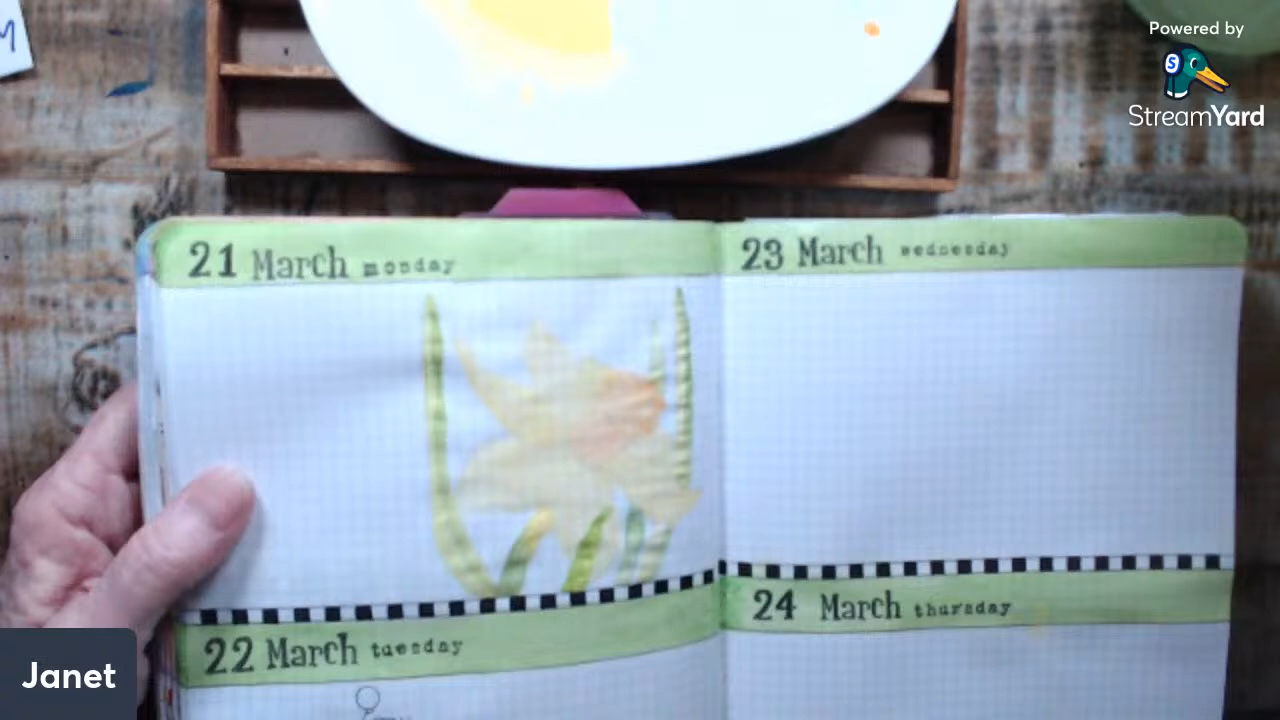 Powered by
StreamYard
21 March monday
23 March wednesday
24 March thursday
22 March tuesday
Janet